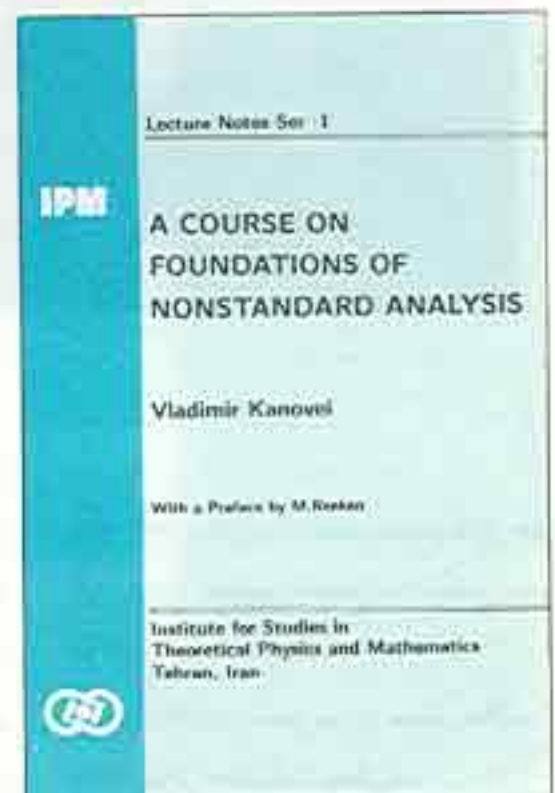 Lecture Notes Ser 1
IPM
A COURSE ON
FOUNDATIONS OF
NONSTANDARD ANALYSIS
Vladimir Kanovei
With a Preface by M.Reeken
Institute for Studies in
Theoretical Physics and Mathematics
Tehran, Iran